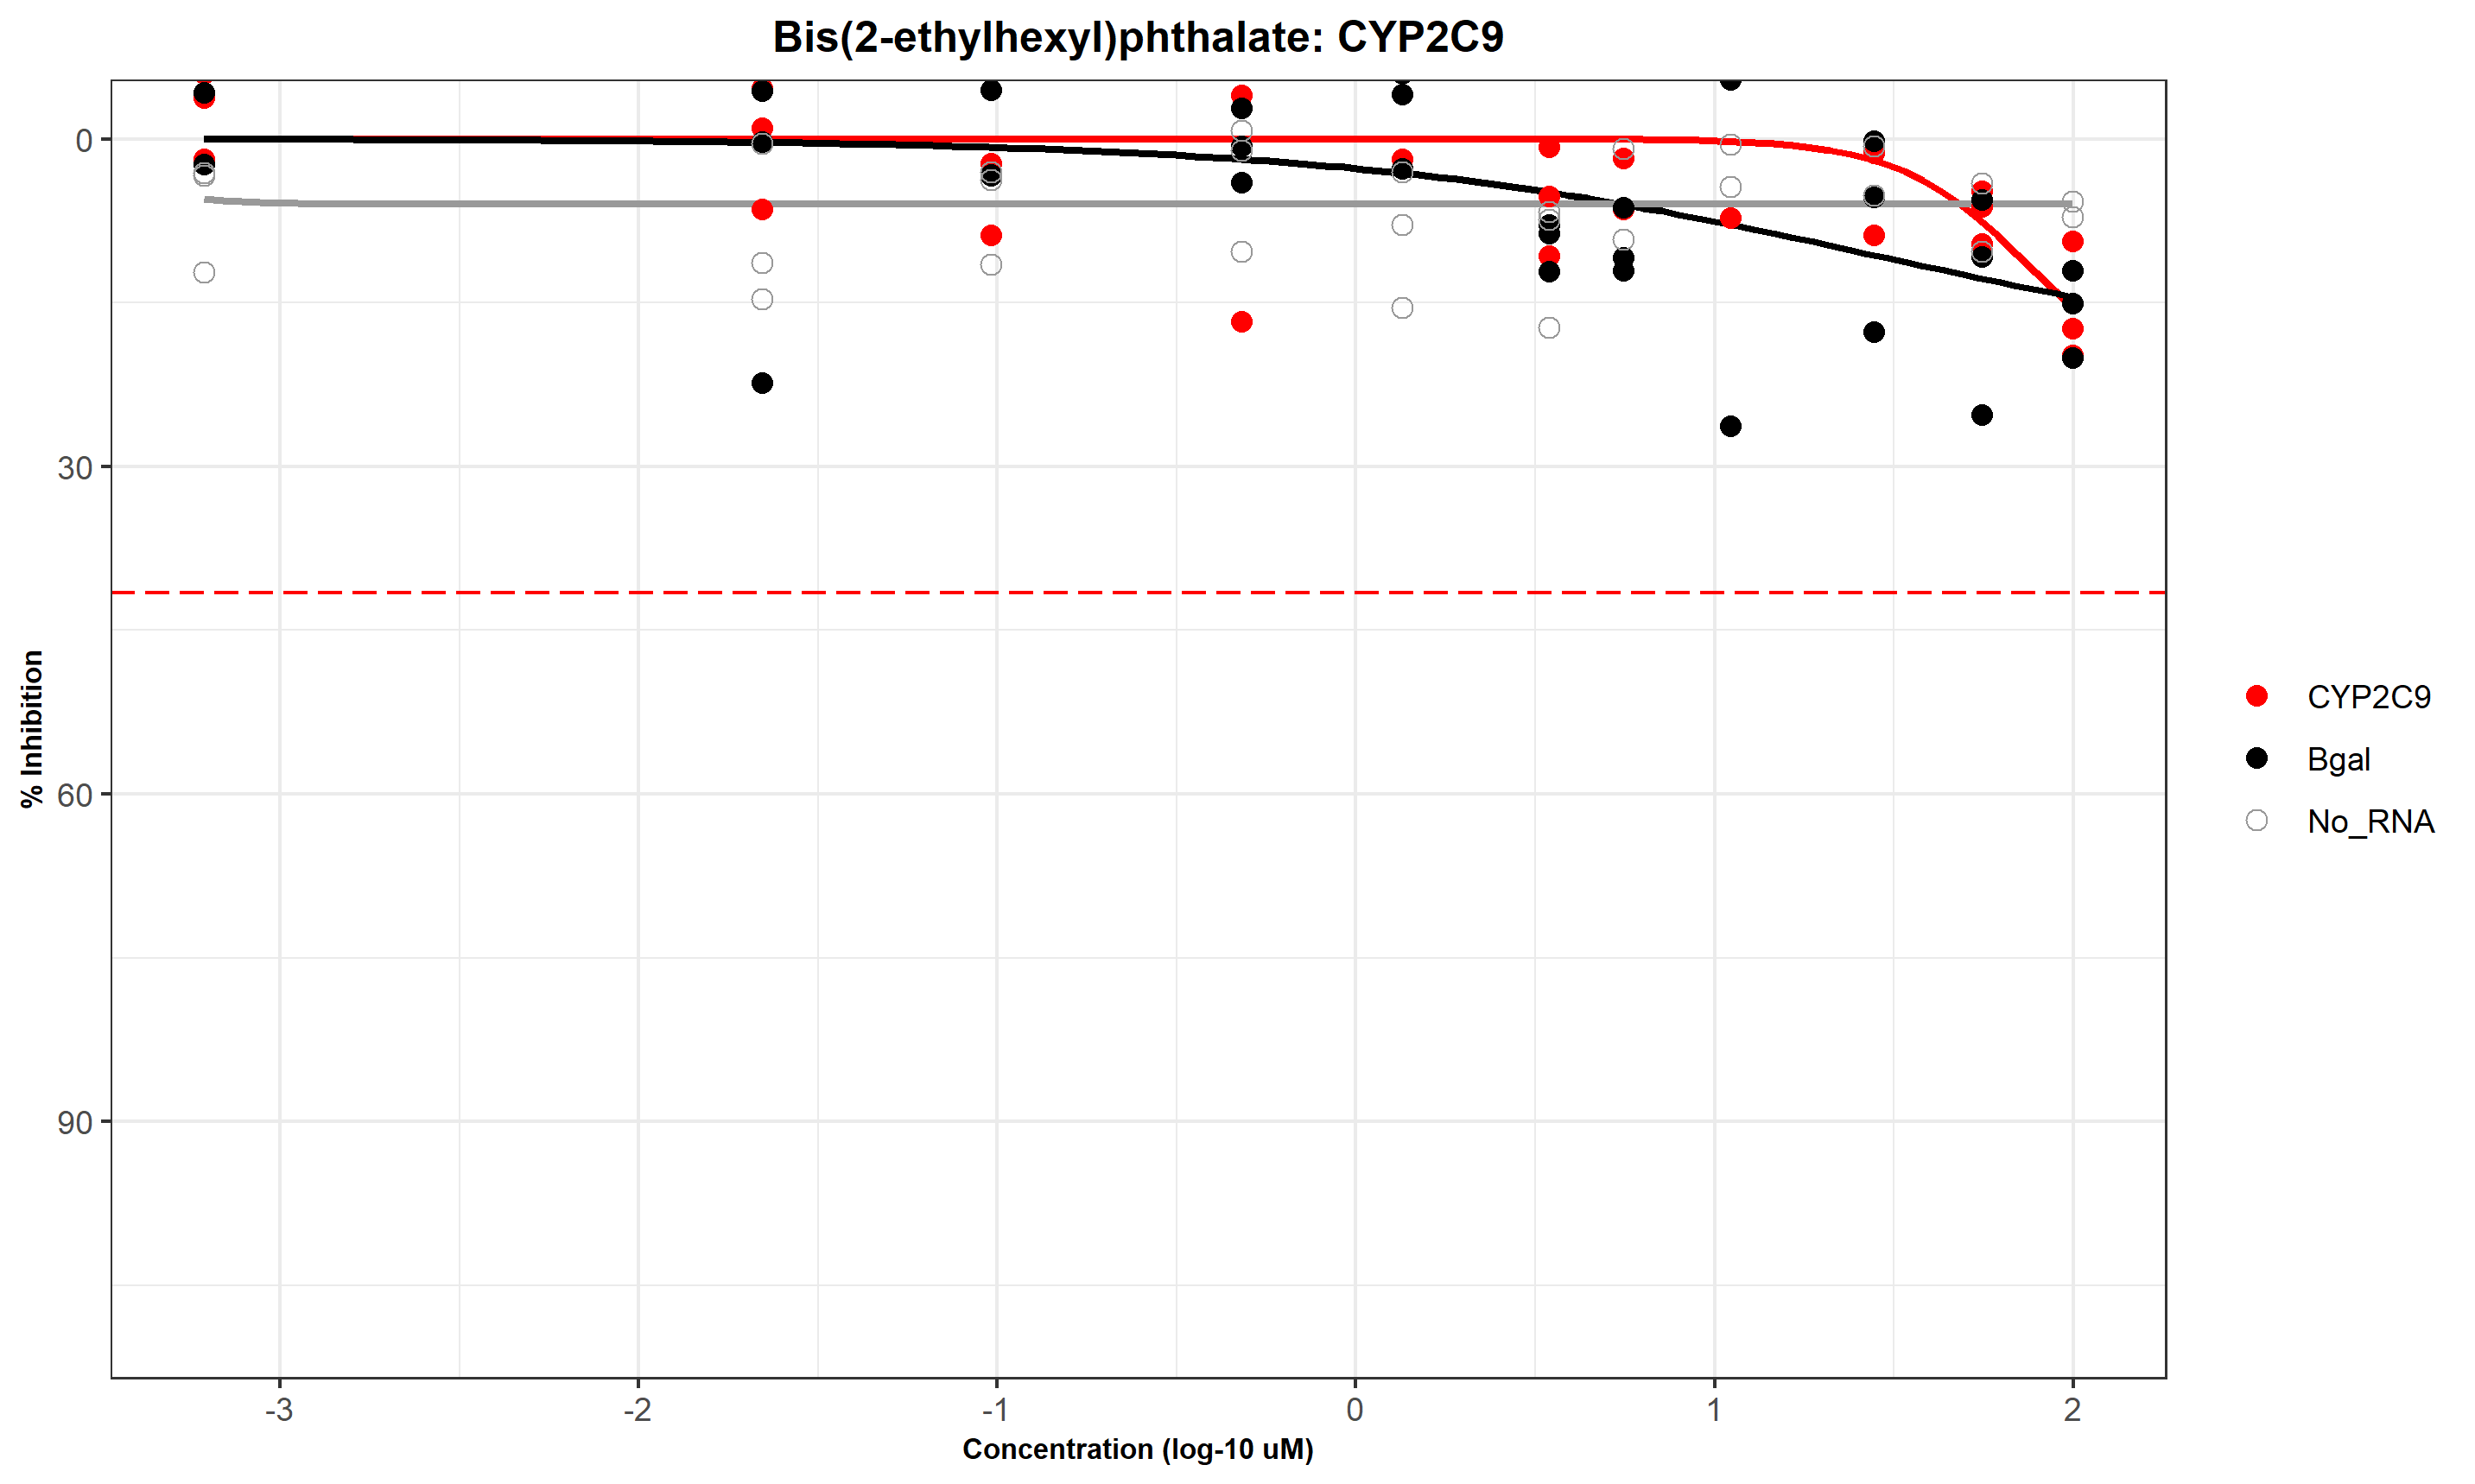 Bis(2-ethylhexyl)phthalate: CYP2C9
0
30
60
90
% Inhibition
-3
-2
-1
0
1
2
Concentration (log-10 uM)
CYP2C9
Bgal
No_RNA